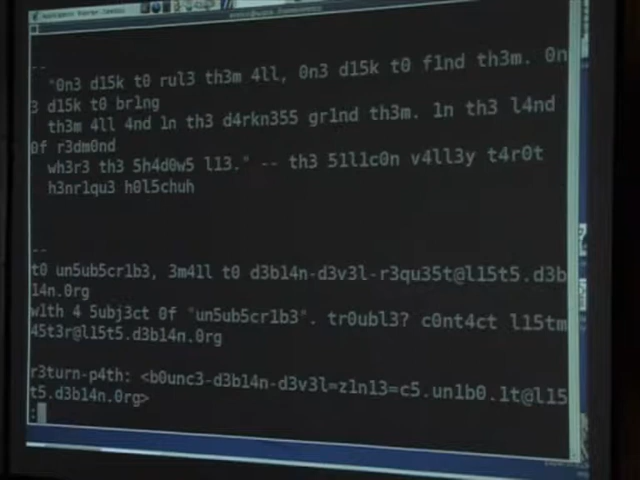 --
"0n3 d15k t0 rul3 th3m 4ll, 0n3 d15k t0 f1nd th3m. 0n
3 d15k t0 br1ng
th3m 4ll 4nd 1n th3 d4rkn355 gr1nd th3m. 1n th3 l4nd
0f r3dm0nd
wh3r3 th3 5h4d0w5 l13." -- th3 51l1c0n v4ll3y t4r0t
h3nr1qu3 h0l5chuh
--
t0 un5ub5cr1b3, 3m41l t0 d3b14n-d3v3l-r3qu35t@l15t5.d3b
14n.0rg
w1th 4 5ubj3ct 0f "un5ub5cr1b3". tr0ubl3? c0nt4ct l15tm
45t3r@l15t5.d3b14n.0rg
r3turn-p4th: <b0unc3-d3b14n-d3v3l=z1n13=c5.un1b0.1t@l15
t5.d3b14n.0rg>
: